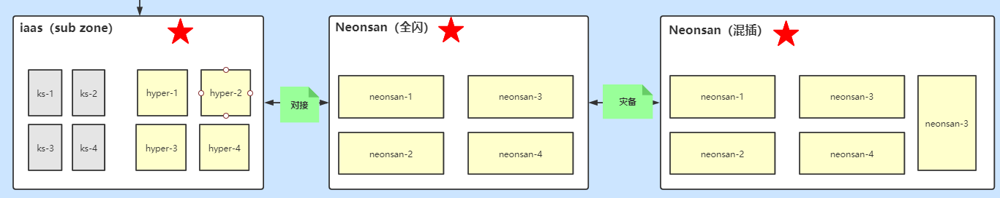 iaas（sub zone）
ks-1
ks-2
hyper-1
hyper-2
ks-3
ks-4
hyper-3
hyper-4
对接
Neonsan（全闪）
neonsan-1
neonsan-3
neonsan-2
neonsan-4
灾备
Neonsan（混插）
neonsan-1
neonsan-3
neonsan-3
neonsan-2
neonsan-4